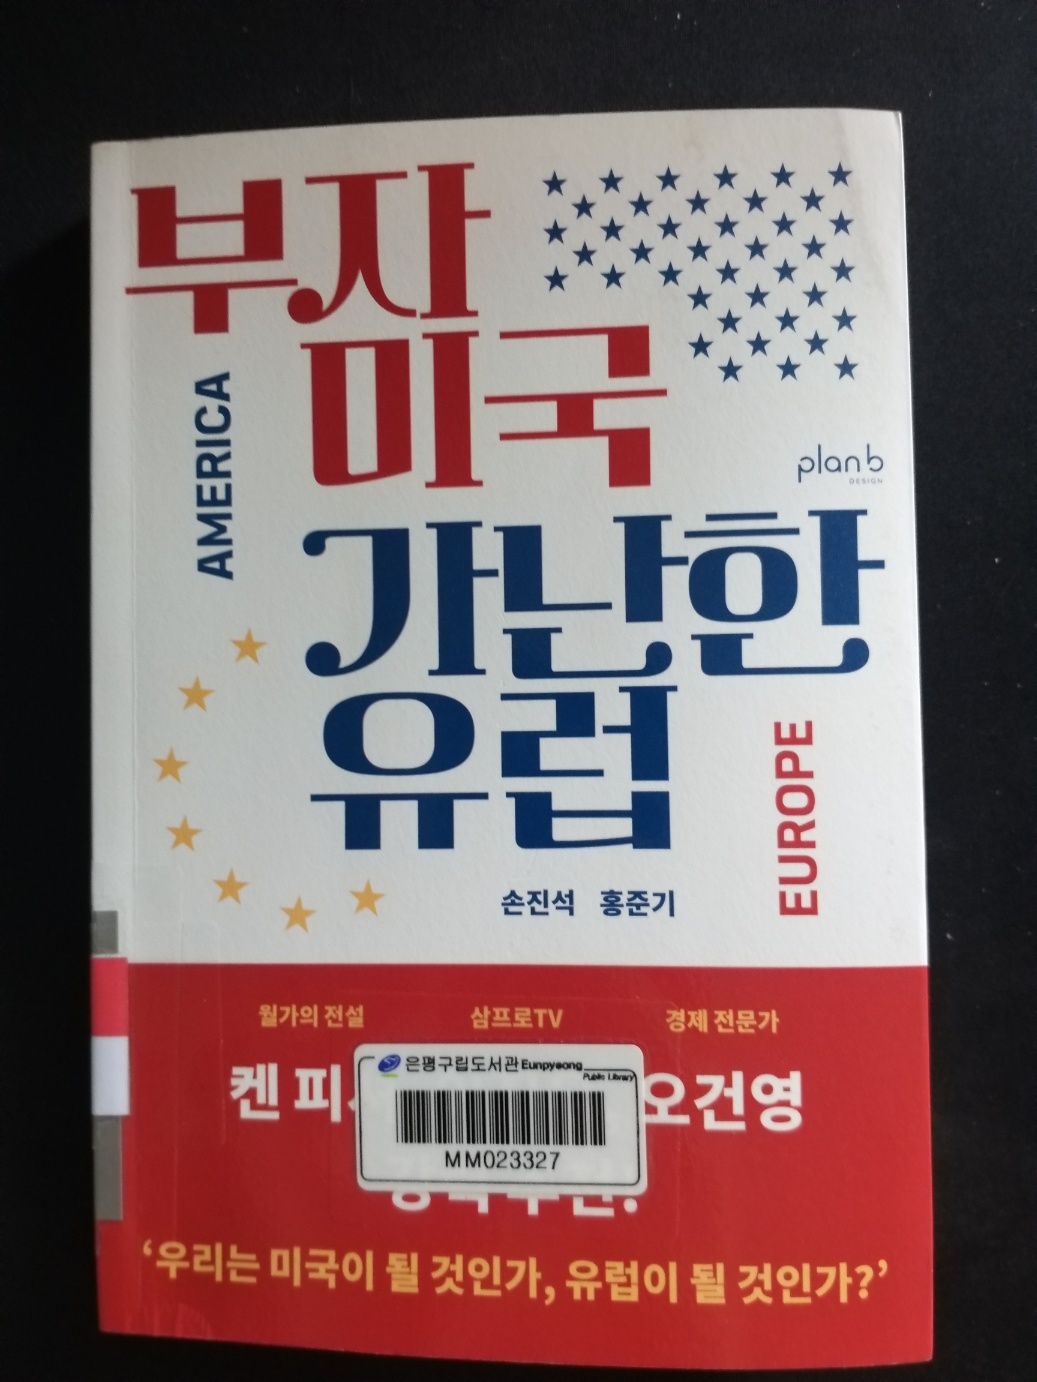 부자
미국
AMERICA
plan b
DESIGN
가난한
유럽
EUROPE
손진석 홍준기
월가의 전설 삼프로TV 경제 전문가
켄 오건영
은평구립도서관 Eunpyeong
Public Library
MM023327
‘우리는 미국이 될 것인가, 유럽이 될 것인가?’